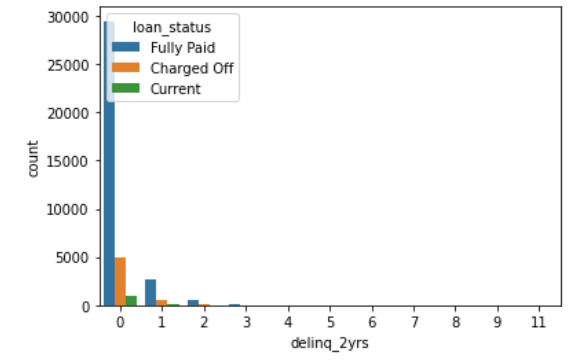 30000
25000
20000
15000
10000
5000
0
count
loan_status
Fully Paid
Charged Off
Current
0 1 2 3 4 5 6 7 8 9 11
delinq_2yrs